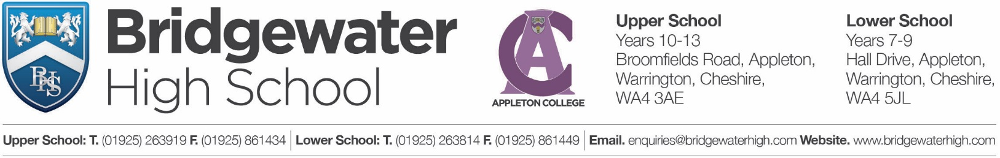 BHS
Bridgewater
High School
APPLETON COLLEGE
Upper School
Years 10-13
Broomfields Road, Appleton,
Warrington, Cheshire,
WA4 3AE
Lower School
Years 7-9
Hall Drive, Appleton,
Warrington, Cheshire,
WA4 5JL
Upper School: T. (01925) 263919 F. (01925) 861434 | Lower School: T. (01925) 263814 F. (01925) 861449 | Email. enquiries@bridgewaterhigh.com Website. www.bridgewaterhigh.com